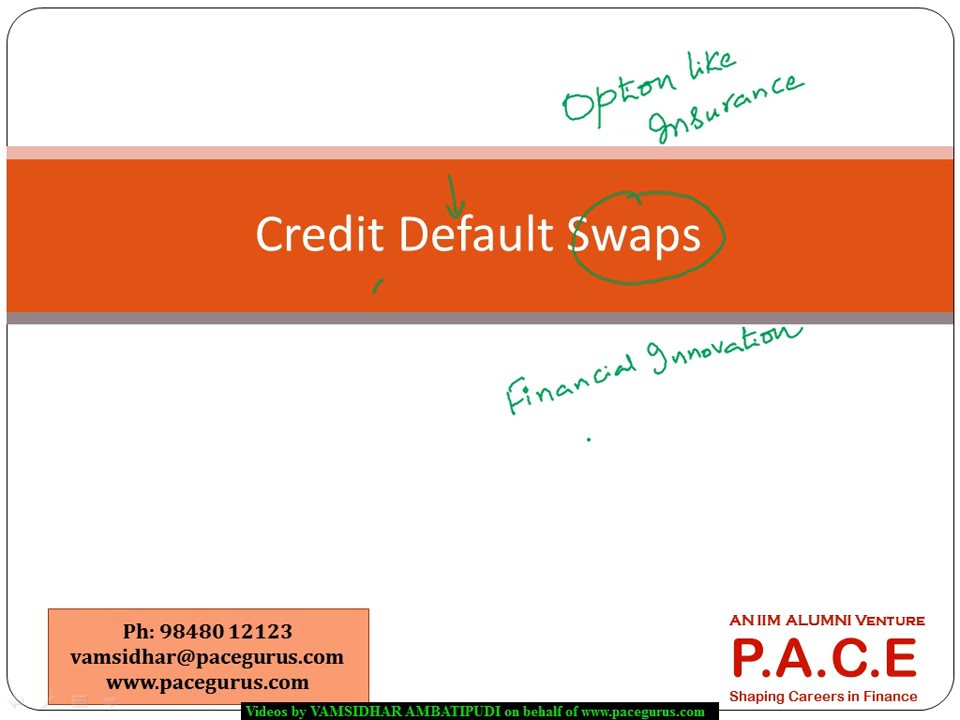 Option like
Insurance
Credit Default Swaps
Financial Innovation
Ph: 98480 12123
vamsidhar@pacegurus.com
www.pacegurus.com
AN IIM ALUMNI VENTURE
P.A.C.E
Shaping Careers in Finance
Videos by VAMSIDHAR AMBATIPUDI on behalf of www.pacegurus.com